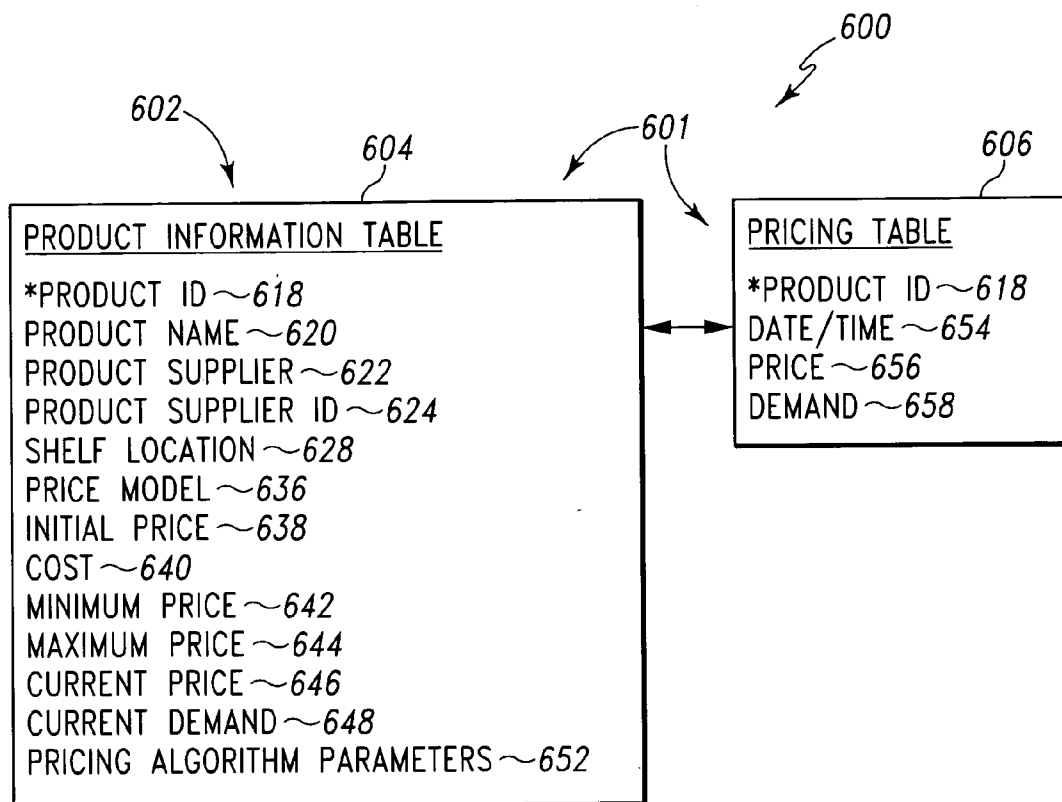 600
602
601
604
606
PRODUCT INFORMATION TABLE
*PRODUCT ID ~618
PRODUCT NAME ~620
PRODUCT SUPPLIER ~622
PRODUCT SUPPLIER ID ~624
SHELF LOCATION ~628
PRICE MODEL ~636
INITIAL PRICE ~638
COST ~640
MINIMUM PRICE ~642
MAXIMUM PRICE ~644
CURRENT PRICE ~646
CURRENT DEMAND ~648
PRICING ALGORITHM PARAMETERS ~652
PRICING TABLE
*PRODUCT ID ~618
DATE/TIME ~654
PRICE ~656
DEMAND ~658